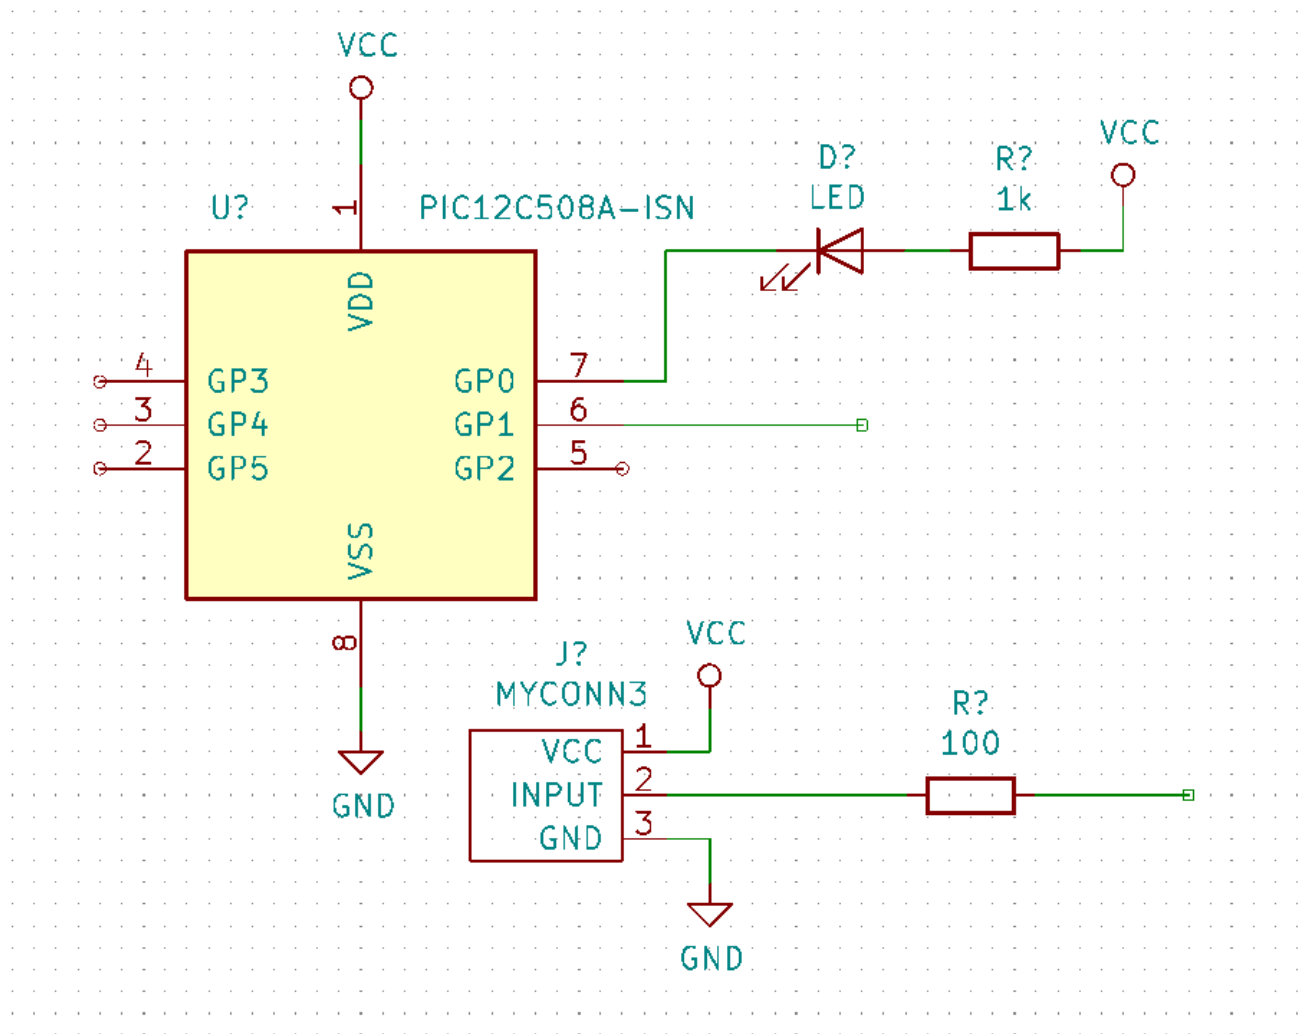 VCC
VCC
D?
R?
LED
1k
U?
1
PIC12C508A-ISN
VDD
4
GP3
GP0
7
3
GP4
GP1
6
2
GP5
GP2
5
VSS
8
GND
VCC
J?
MYCONN3
VCC
1
INPUT
2
GND
3
R?
100
GND